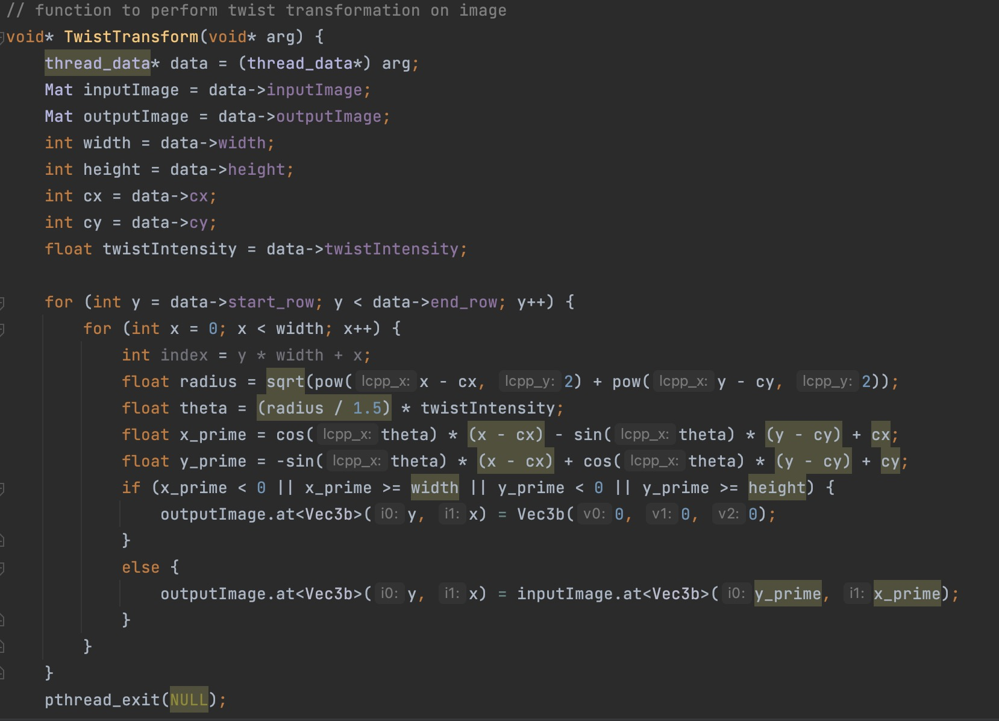 // function to perform twist transformation on image
void* TwistTransform(void* arg) {
    thread_data* data = (thread_data*) arg;
    Mat inputImage = data->inputImage;
    Mat outputImage = data->outputImage;
    int width = data->width;
    int height = data->height;
    int cx = data->cx;
    int cy = data->cy;
    float twistIntensity = data->twistIntensity;

    for (int y = data->start_row; y < data->end_row; y++) {
        for (int x = 0; x < width; x++) {
            int index = y * width + x;
            float radius = sqrt(pow( lcpp_x: x - cx, lcpp_y: 2) + pow( lcpp_x: y - cy, lcpp_y: 2));
            float theta = (radius / 1.5) * twistIntensity;
            float x_prime = cos( lcpp_x: theta) * (x - cx) - sin( lcpp_x: theta) * (y - cy) + cx;
            float y_prime = -sin( lcpp_x: theta) * (x - cx) + cos( lcpp_x: theta) * (y - cy) + cy;
            if (x_prime < 0 || x_prime >= width || y_prime < 0 || y_prime >= height) {
                outputImage.at<Vec3b>( i0: y, i1: x) = Vec3b( v0: 0, v1: 0, v2: 0);
            }
            else {
                outputImage.at<Vec3b>( i0: y, i1: x) = inputImage.at<Vec3b>( i0: y_prime, i1: x_prime);
            }
        }
    }
    pthread_exit(NULL);